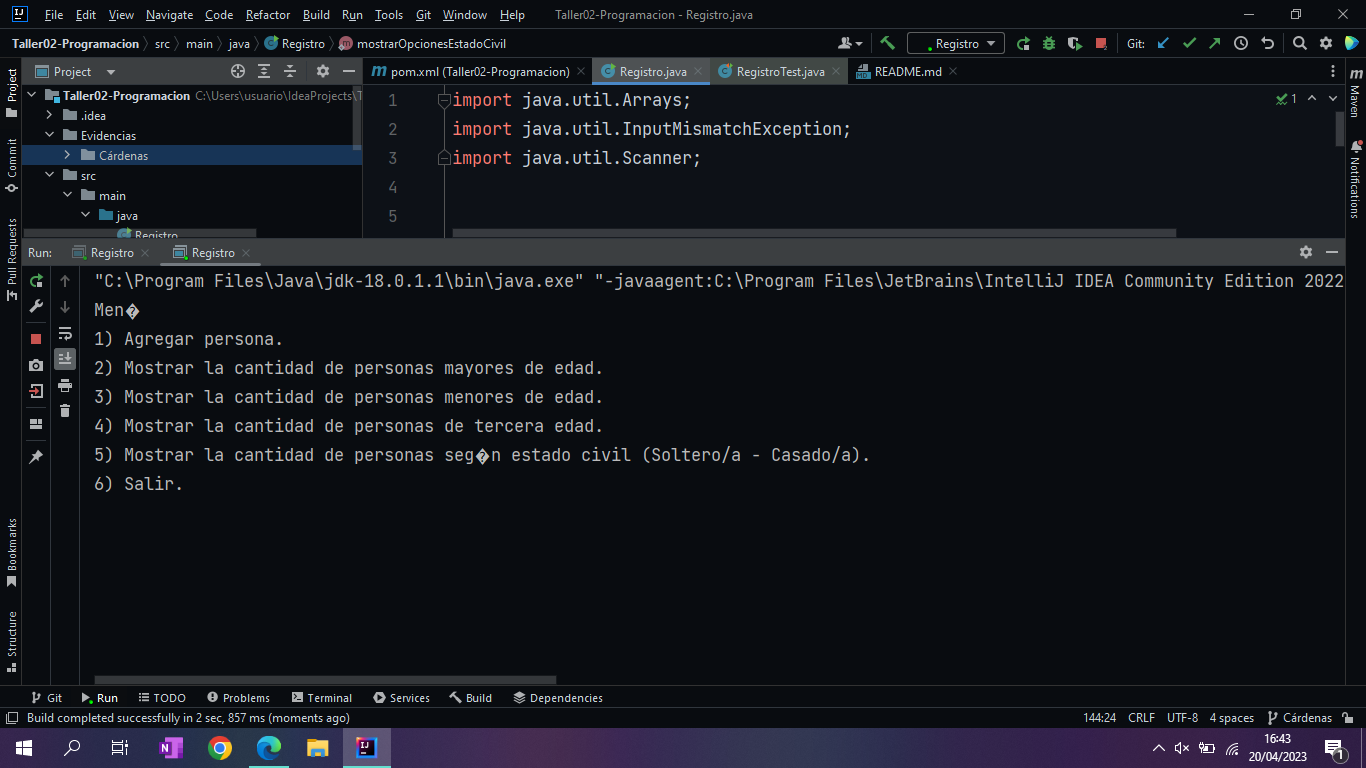 File Edit View Navigate Code Refactor Build Run Tools Git Window Help Taller02-Programacion - Registro.java
Taller02-Programacion src main java Registro mostrarOpcionesEstadoCivil Registro Git:
Project pom.xml (Taller02-Programacion) Registro.java RegistroTest.java README.md
Taller02-Programacion C:\Users\usuario\IdeaProjects\T
.idea
Evidencias
Cárdenas
src
main
java
Registro
1 import java.util.Arrays;
2 import java.util.InputMismatchException;
3 import java.util.Scanner;
4
5
1
Project
Commit
Pull Requests
Bookmarks
Structure
Maven
Notifications
Run: Registro Registro
"C:\Program Files\Java\jdk-18.0.1.1\bin\java.exe" "-javaagent:C:\Program Files\JetBrains\IntelliJ IDEA Community Edition 2022
Men�
1) Agregar persona.
2) Mostrar la cantidad de personas mayores de edad.
3) Mostrar la cantidad de personas menores de edad.
4) Mostrar la cantidad de personas de tercera edad.
5) Mostrar la cantidad de personas seg�n estado civil (Soltero/a - Casado/a).
6) Salir.
Git Run TODO Problems Terminal Services Build Dependencies
Build completed successfully in 2 sec, 857 ms (moments ago) 144:24 CRLF UTF-8 4 spaces Cárdenas
16:43
20/04/2023
1